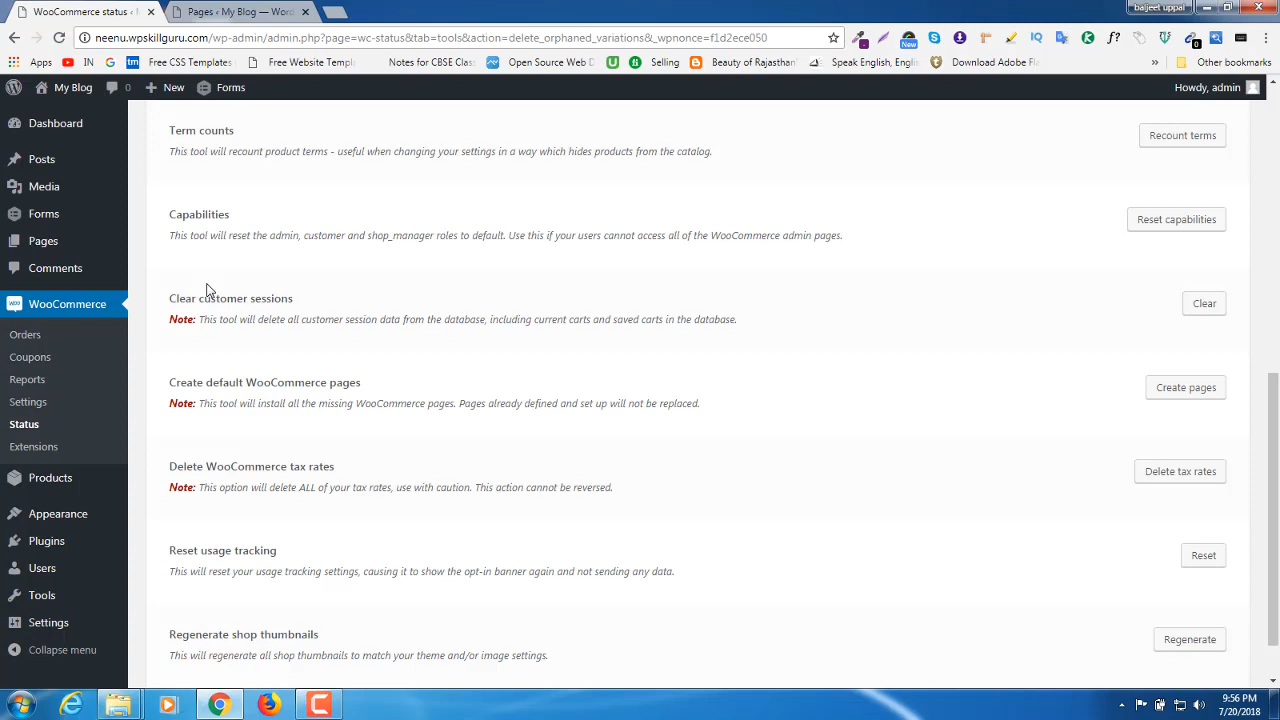 WooCommerce status ‹
Pages ‹ My Blog — Word
baljeet uppal
neenu.wpskillguru.com/wp-admin/admin.php?page=wc-status&tab=tools&action=delete_orphaned_variations&_wpnonce=f1d2ece050
New
Apps IN Free CSS Templates Free Website Templ Notes for CBSE Clas Open Source Web D Selling Beauty of Rajasthan Speak English, Engli Download Adobe Fla » Other bookmarks
My Blog 0 New Forms Howdy, admin
Dashboard
Posts
Media
Forms
Pages
Comments
WooCommerce
Orders
Coupons
Reports
Settings
Status
Extensions
Products
Appearance
Plugins
Users
Tools
Settings
Collapse menu
Term counts
This tool will recount product terms - useful when changing your settings in a way which hides products from the catalog.
Recount terms
Capabilities
This tool will reset the admin, customer and shop_manager roles to default. Use this if your users cannot access all of the WooCommerce admin pages.
Reset capabilities
Clear customer sessions
Note: This tool will delete all customer session data from the database, including current carts and saved carts in the database.
Clear
Create default WooCommerce pages
Note: This tool will install all the missing WooCommerce pages. Pages already defined and set up will not be replaced.
Create pages
Delete WooCommerce tax rates
Note: This option will delete ALL of your tax rates, use with caution. This action cannot be reversed.
Delete tax rates
Reset usage tracking
This will reset your usage tracking settings, causing it to show the opt-in banner again and not sending any data.
Reset
Regenerate shop thumbnails
This will regenerate all shop thumbnails to match your theme and/or image settings.
Regenerate
9:56 PM
7/20/2018